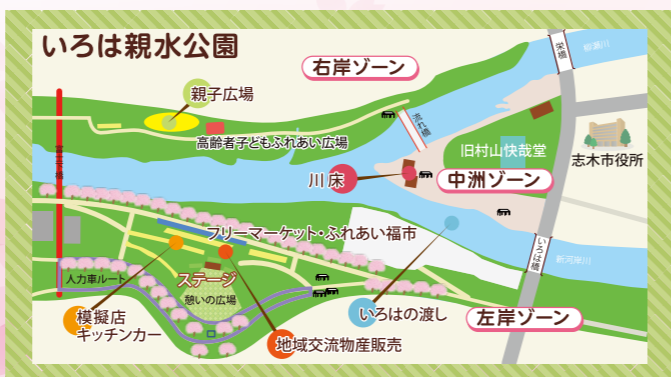 いろは親水公園
右岸ゾーン
栄橋
柳瀬川
親子広場
高齢者子どもふれあい広場
旧村山快哉堂
志木市役所
川床
中洲ゾーン
フリーマーケット・ふれあい福市
いろは橋
新河岸川
人力車ルート
ステージ
憩いの広場
模擬店
キッチンカー
いろはの渡し
左岸ゾーン
地域交流物産販売